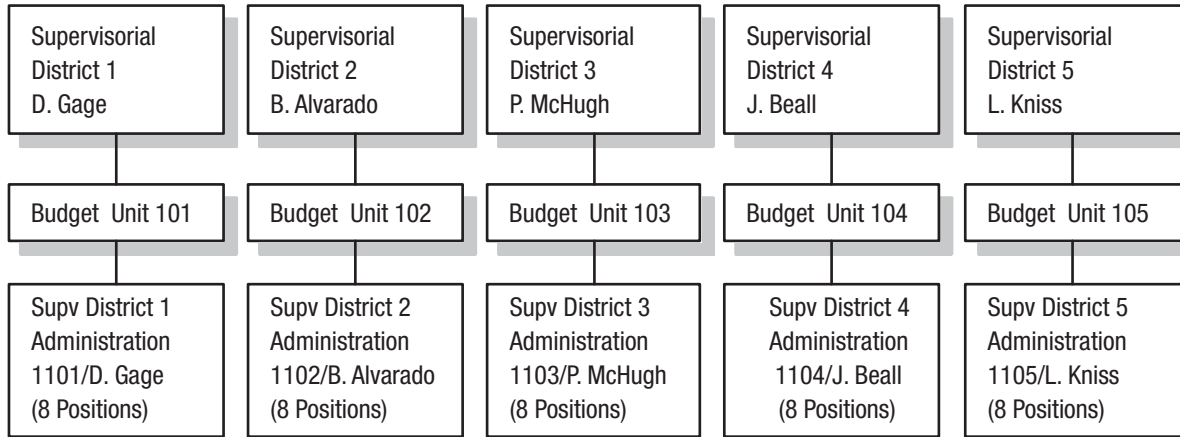 Supervisorial
District 1
D. Gage
Supervisorial
District 2
B. Alvarado
Supervisorial
District 3
P. McHugh
Supervisorial
District 4
J. Beall
Supervisorial
District 5
L. Kniss
Budget Unit 101
Budget Unit 102
Budget Unit 103
Budget Unit 104
Budget Unit 105
Supv District 1
Administration
1101/D. Gage
(8 Positions)
Supv District 2
Administration
1102/B. Alvarado
(8 Positions)
Supv District 3
Administration
1103/P. McHugh
(8 Positions)
Supv District 4
Administration
1104/J. Beall
(8 Positions)
Supv District 5
Administration
1105/L. Kniss
(8 Positions)